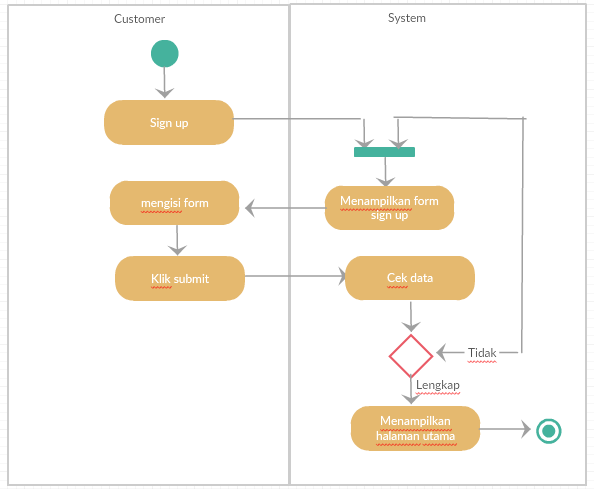 Customer
System
Sign up
Menampilkan form
sign up
mengisi form
Klik submit
Cek data
Tidak
Lengkap
Menampilkan
halaman utama